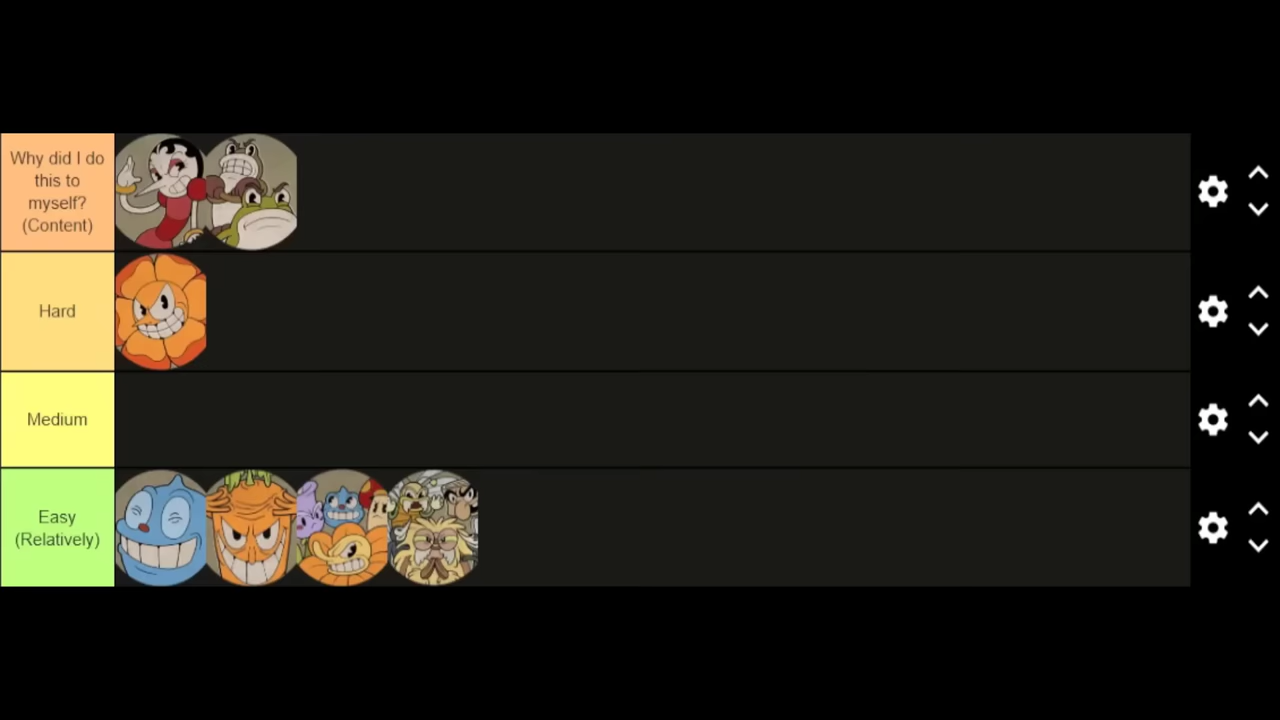 Why did I do
this to
myself?
(Content)
Hard
Medium
Easy
(Relatively)